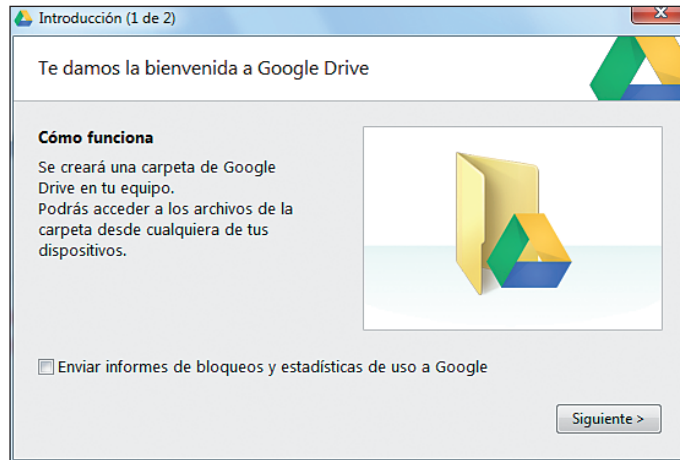 Introducción (1 de 2)
Te damos la bienvenida a Google Drive
Cómo funciona
Se creará una carpeta de Google
Drive en tu equipo.
Podrás acceder a los archivos de la
carpeta desde cualquiera de tus
dispositivos.
Enviar informes de bloqueos y estadísticas de uso a Google
Siguiente >